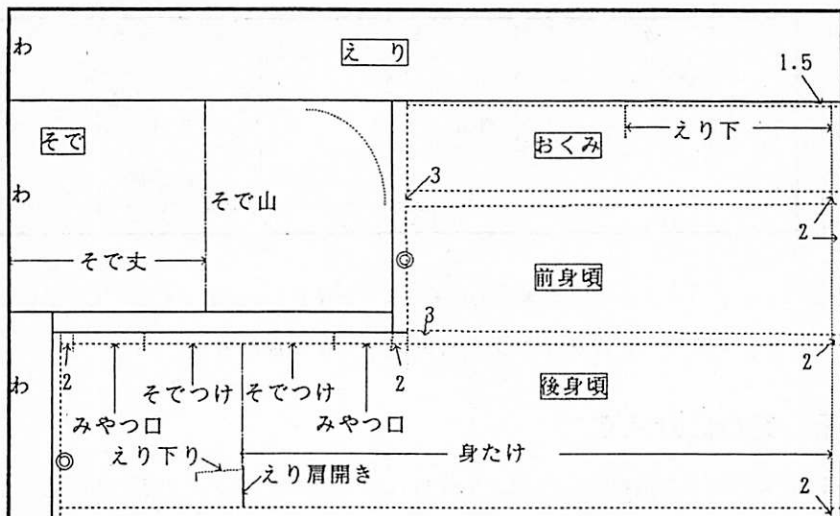 わ
えり
1.5
そで
おくみ
えり下
わ
そで山
3
2
そで丈
前身頃
3
わ
2
そでつけ
そでつけ
2
後身頃
2
みやつ口
みやつ口
えり下り
身たけ
えり肩開き
2